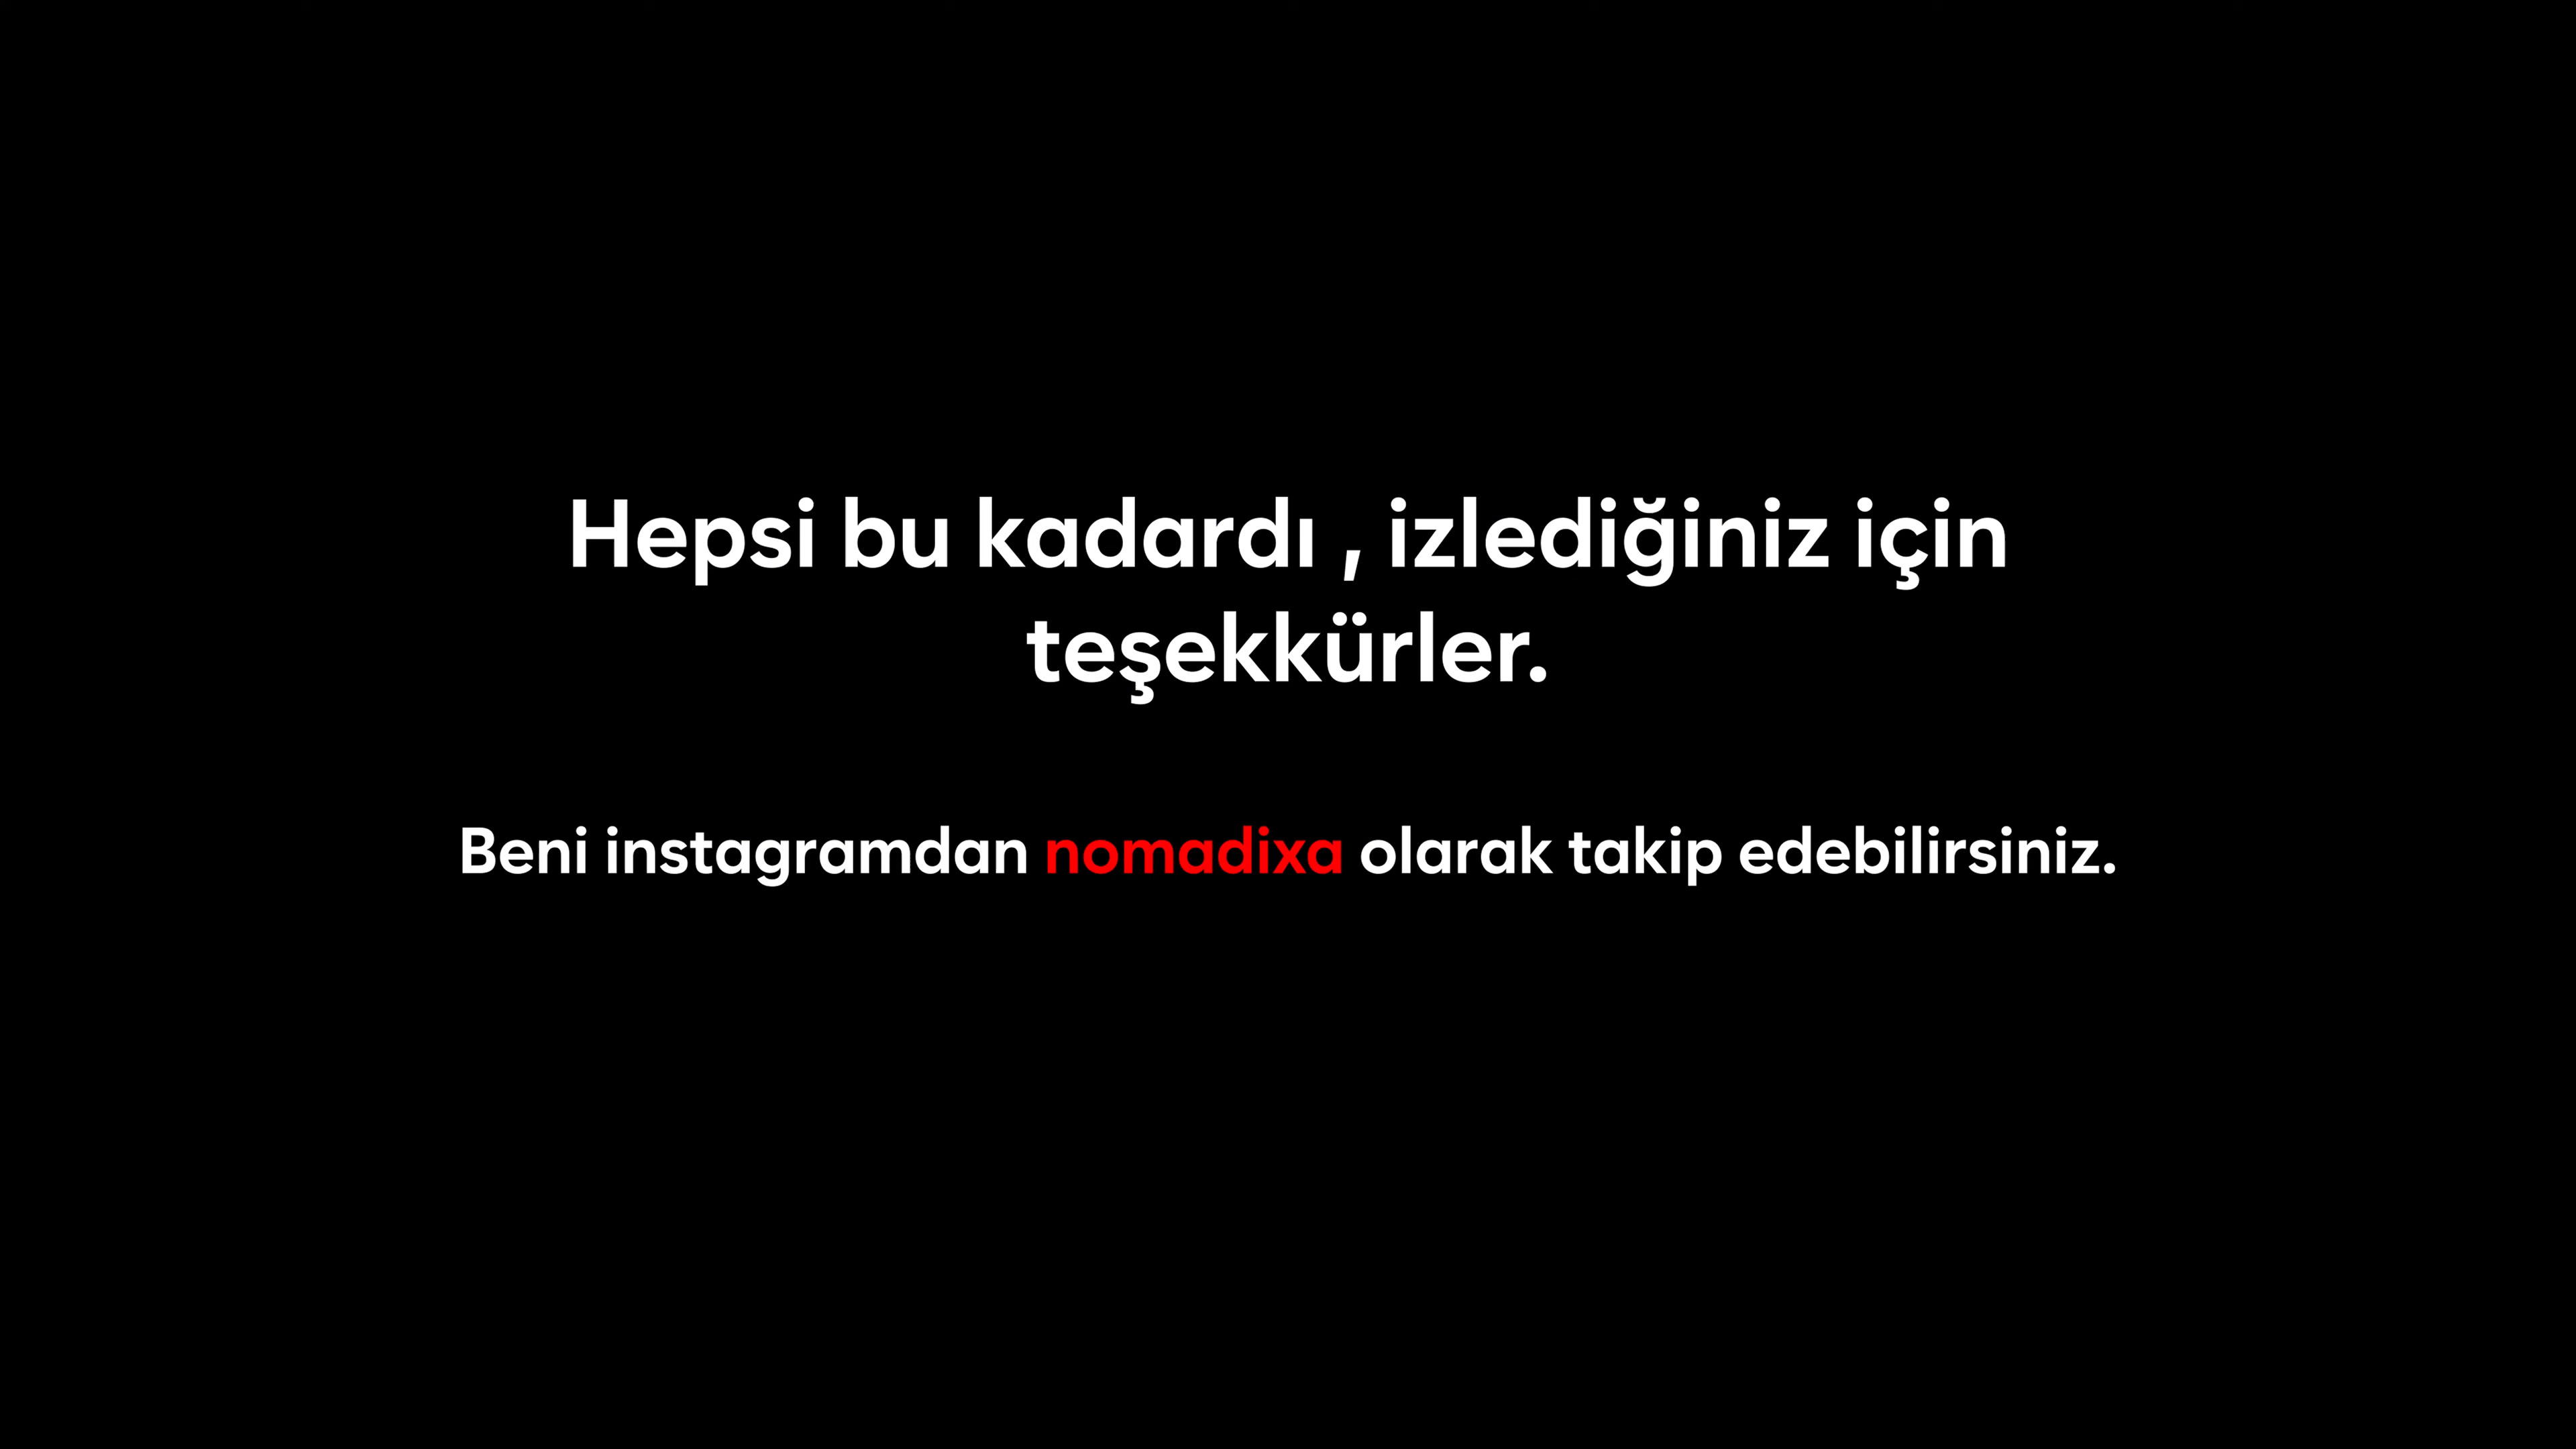 Hepsi bu kadardı , izlediğiniz için
teşekkürler.
Beni instagramdan nomadixa olarak takip edebilirsiniz.